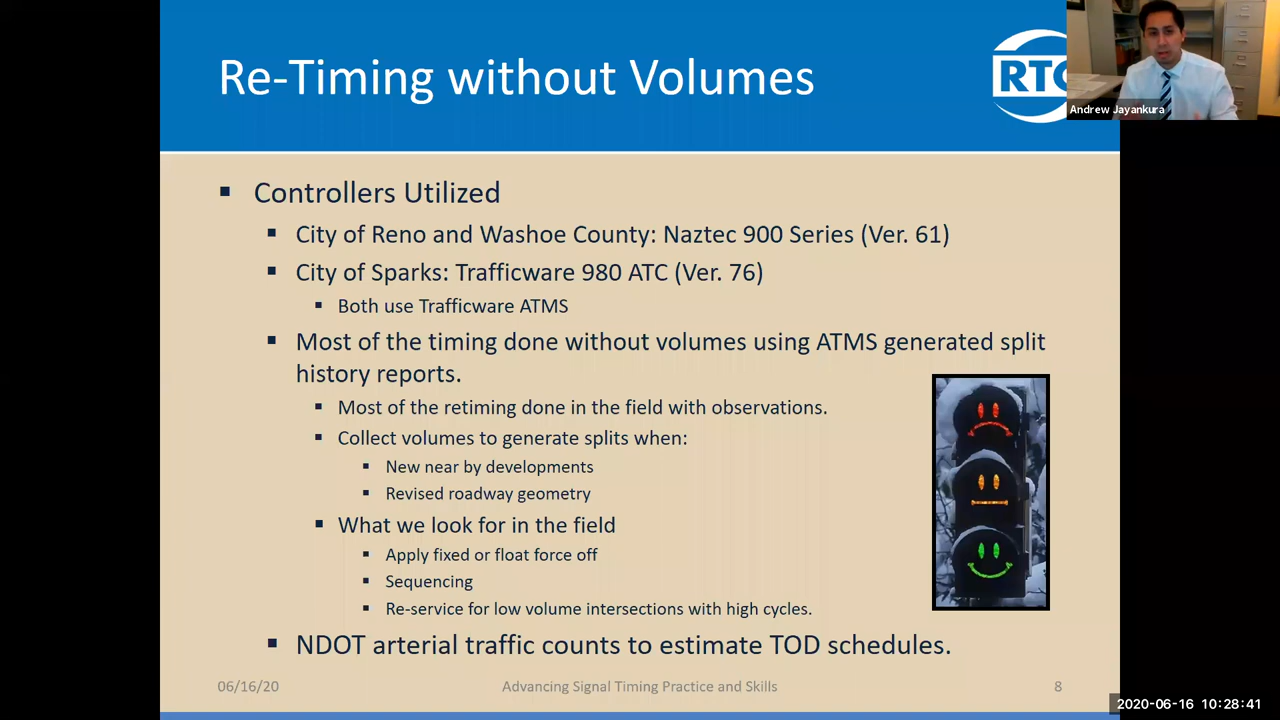 Re-Timing without Volumes
RTC
Andrew Jayankura
▪ Controllers Utilized
▪ City of Reno and Washoe County: Naztec 900 Series (Ver. 61)
▪ City of Sparks: Trafficware 980 ATC (Ver. 76)
▪ Both use Trafficware ATMS
▪ Most of the timing done without volumes using ATMS generated split
history reports.
▪ Most of the retiming done in the field with observations.
▪ Collect volumes to generate splits when:
▪ New near by developments
▪ Revised roadway geometry
▪ What we look for in the field
▪ Apply fixed or float force off
▪ Sequencing
▪ Re-service for low volume intersections with high cycles.
▪ NDOT arterial traffic counts to estimate TOD schedules.
06/16/20 Advancing Signal Timing Practice and Skills 8
2020-06-16 10:28:41